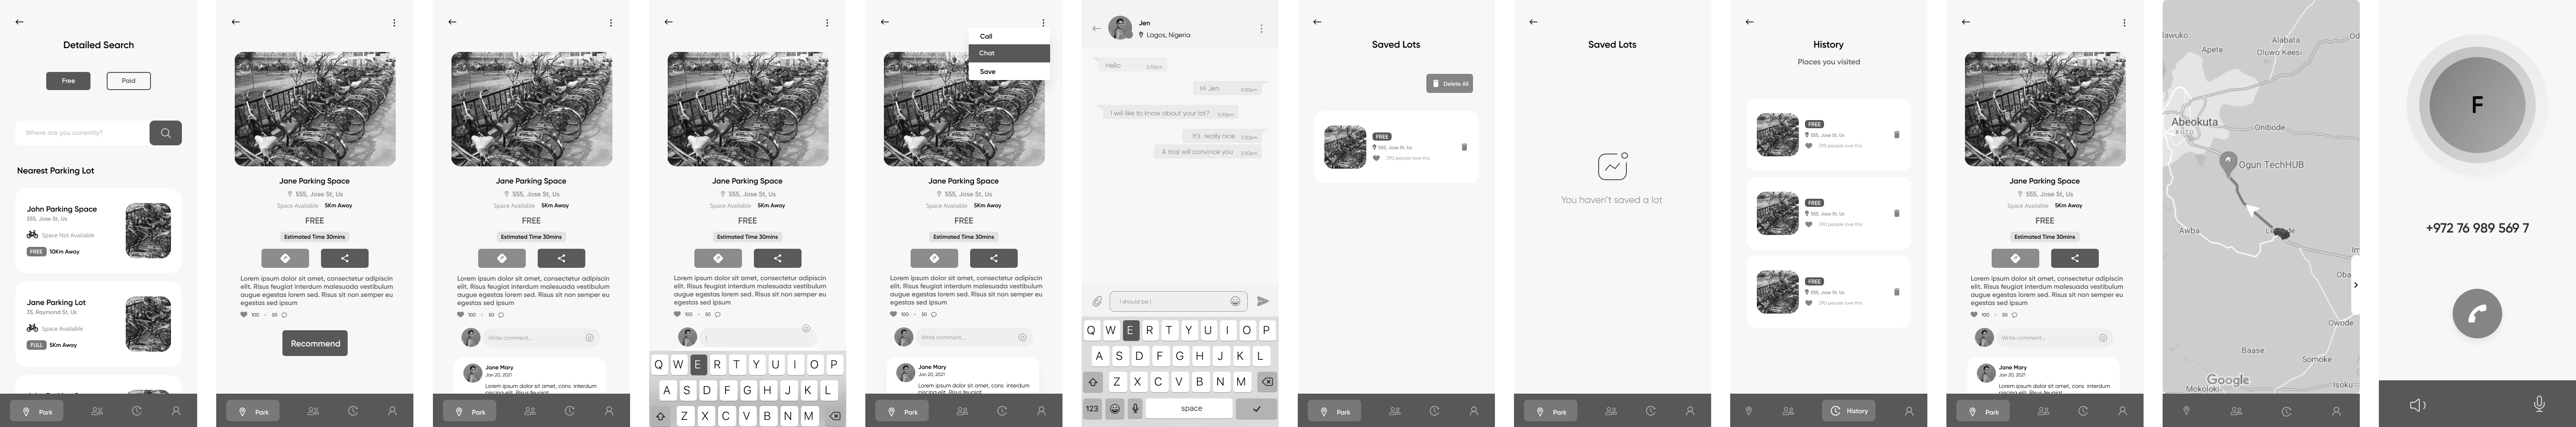 Detailed Search
Free
Paid
Where are you currently?
Nearest Parking Lot
John Parking Space
555, Jose St, Us
Space Not Available
FREE 10Km Away
Jane Parking Lot
35, Raymond St, Uk
Space Available
FULL 5Km Away
Park
Jane Parking Space
555, Jose St, Us
Space Available 5Km Away
FREE
Estimated Time 30mins
Lorem ipsum dolor sit amet, consectetur adipiscin
elit. Risus feugiat interdum malesuada vestibulum
augue egestas lorem sed. Risus sit non semper eu
egestas sed ipsum
100 • 50
Recommend
Park
Jane Parking Space
555, Jose St, Us
Space Available 5Km Away
FREE
Estimated Time 30mins
Lorem ipsum dolor sit amet, consectetur adipiscin
elit. Risus feugiat interdum malesuada vestibulum
augue egestas lorem sed. Risus sit non semper eu
egestas sed ipsum
100 • 50
Write comment...
Jane Mary
Jan 20, 2021
Lorem ipsum dolor sit amet, cons interdum
Park
Jane Parking Space
555, Jose St, Us
Space Available 5Km Away
FREE
Estimated Time 30mins
Lorem ipsum dolor sit amet, consectetur adipiscin
elit. Risus feugiat interdum malesuada vestibulum
augue egestas lorem sed. Risus sit non semper eu
egestas sed ipsum
100 • 50
Q W E R T Y U I O P
A S D F G H J K L
Z X C V B N M
Call
Chat
Save
Jane Parking Space
555, Jose St, Us
Space Available 5Km Away
FREE
Estimated Time 30mins
Lorem ipsum dolor sit amet, consectetur adipiscin
elit. Risus feugiat interdum malesuada vestibulum
augue egestas lorem sed. Risus sit non semper eu
egestas sed ipsum
100 • 50
Write comment...
Jane Mary
Jan 20, 2021
Lorem ipsum dolor sit amet, cons interdum
Park
Jen
Lagos, Nigeria
Hello 5:30pm
Hi Jen 5:30pm
I will like to know about your lot? 5:30pm
It's really nice 5:30pm
A trial will convince you 5:30pm
I should be |
Q W E R T Y U I O P
A S D F G H J K L
Z X C V B N M
123 space
Saved Lots
Delete All
FREE
555, Jose St, Us
290 people love this
Park
Saved Lots
You haven't saved a lot
Park
History
Places you visited
FREE
555, Jose St, Us
290 people love this
FREE
555, Jose St, Us
290 people love this
FREE
555, Jose St, Us
290 people love this
History
Jane Parking Space
555, Jose St, Us
Space Available 5Km Away
FREE
Estimated Time 30mins
Lorem ipsum dolor sit amet, consectetur adipiscin
elit. Risus feugiat interdum malesuada vestibulum
augue egestas lorem sed. Risus sit non semper eu
egestas sed ipsum
100 • 50
Write comment...
Jane Mary
Jan 20, 2021
Lorem ipsum dolor sit amet, cons interdum
Park
lawuko
Apete
Alabata
Oluwo Keesi
Od
Abeokuta
KUTO
Onibode
Ogun TechHUB
Awba
Im
Oba
Owode
Baase
Somoke
Google
Mokoloki
Isoku
F
+972 76 989 569 7